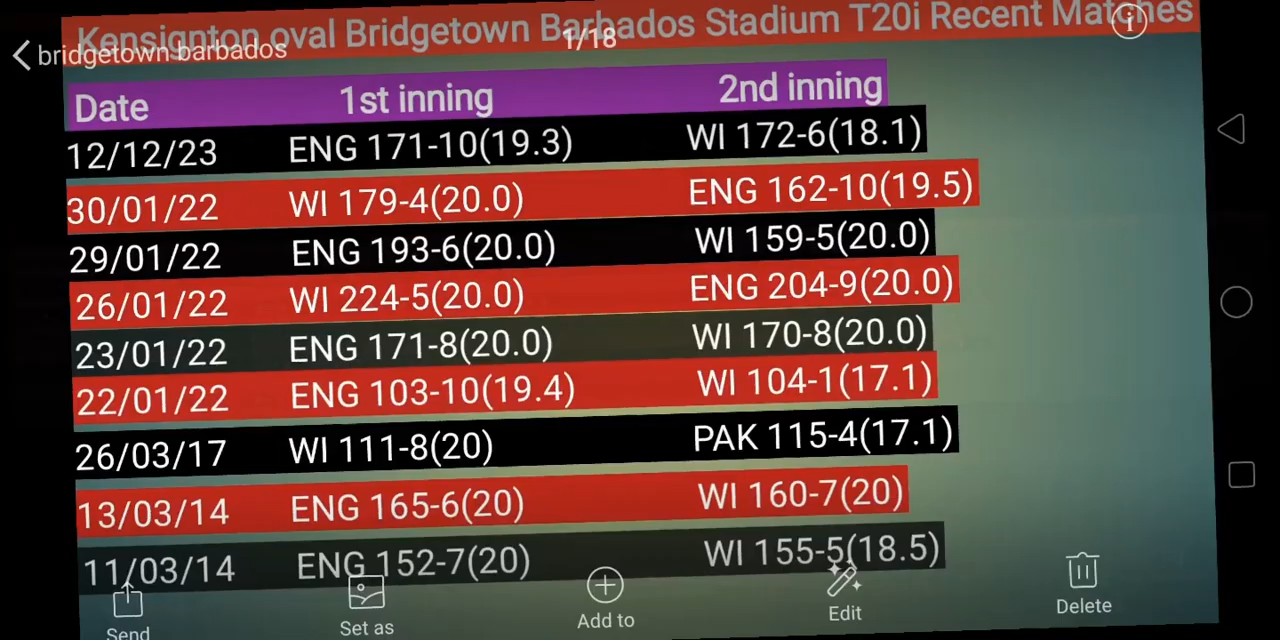 Kensignton oval Bridgetown Barbados Stadium T20i Recent Matches
bridgetown barbados
1/18
Date 1st inning 2nd inning
12/12/23 ENG 171-10(19.3) WI 172-6(18.1)
30/01/22 WI 179-4(20.0) ENG 162-10(19.5)
29/01/22 ENG 193-6(20.0) WI 159-5(20.0)
26/01/22 WI 224-5(20.0) ENG 204-9(20.0)
23/01/22 ENG 171-8(20.0) WI 170-8(20.0)
22/01/22 ENG 103-10(19.4) WI 104-1(17.1)
26/03/17 WI 111-8(20) PAK 115-4(17.1)
13/03/14 ENG 165-6(20) WI 160-7(20)
11/03/14 ENG 152-7(20) WI 155-5(18.5)
Send Set as Add to Edit Delete